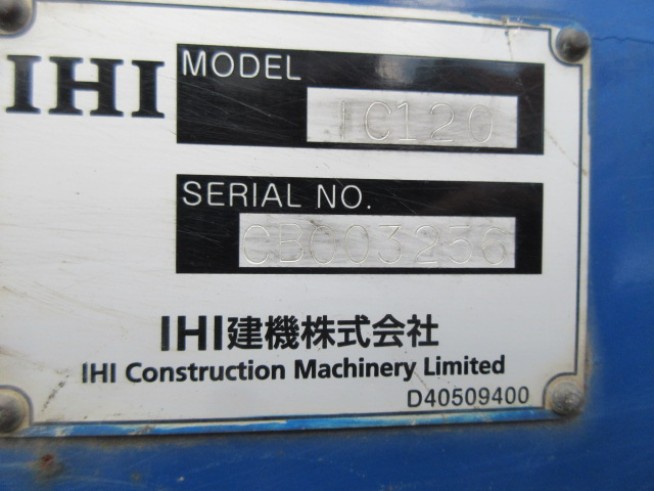 IHI
MODEL
IC120
SERIAL NO.
CBC03256
IHI建機株式会社
IHI Construction Machinery Limited
D40509400